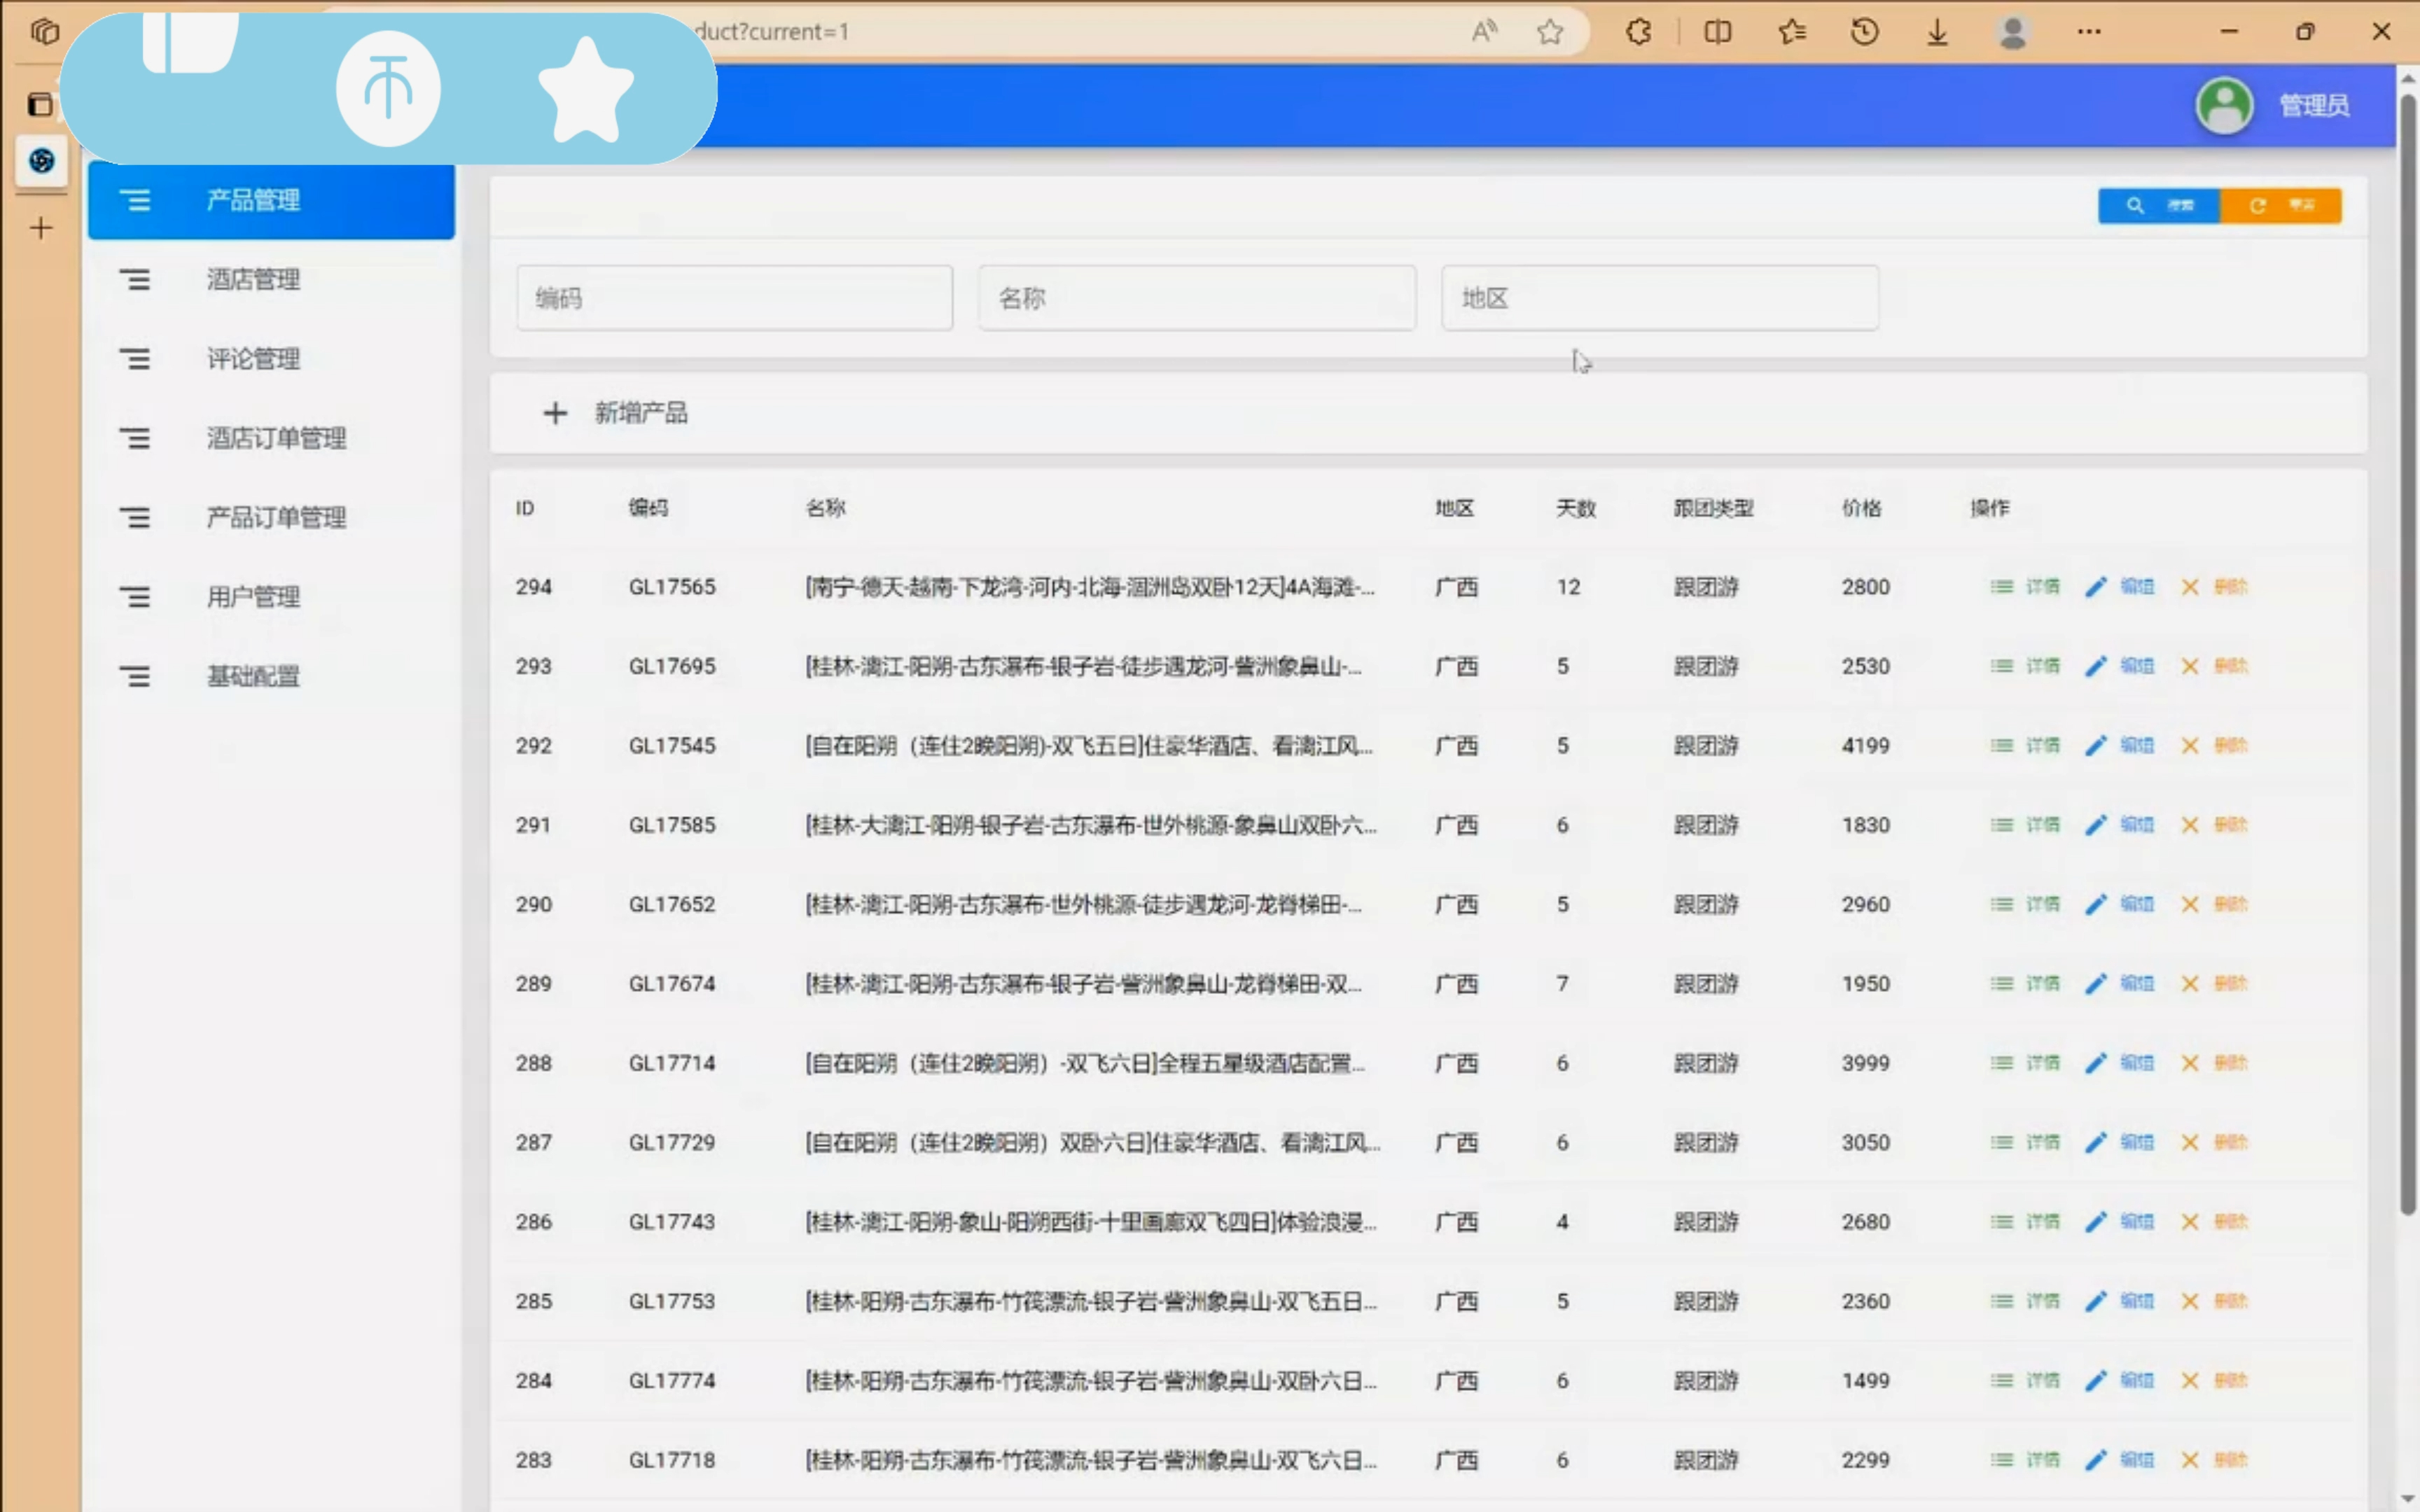 duct?current=1
管理员
产品管理
酒店管理
评论管理
酒店订单管理
产品订单管理
用户管理
基础配置
搜索 重置
编码 名称 地区
新增产品
ID 编码 名称 地区 天数 跟团类型 价格 操作
294 GL17565 [南宁-德天-越南-下龙湾-河内-北海-涠洲岛双卧12天]4A海滩-... 广西 12 跟团游 2800 详情 编辑 删除
293 GL17695 [桂林-漓江-阳朔-古东瀑布-银子岩-徒步遇龙河-訾洲象鼻山-... 广西 5 跟团游 2530 详情 编辑 删除
292 GL17545 [自在阳朔（连住2晚阳朔)-双飞五日]住豪华酒店、看漓江风... 广西 5 跟团游 4199 详情 编辑 删除
291 GL17585 [桂林-大漓江-阳朔-银子岩-古东瀑布-世外桃源-象鼻山双卧六... 广西 6 跟团游 1830 详情 编辑 删除
290 GL17652 [桂林-漓江-阳朔-古东瀑布-世外桃源-徒步遇龙河-龙脊梯田-... 广西 5 跟团游 2960 详情 编辑 删除
289 GL17674 [桂林-漓江-阳朔-古东瀑布-银子岩-訾洲象鼻山-龙脊梯田-双... 广西 7 跟团游 1950 详情 编辑 删除
288 GL17714 [自在阳朔（连住2晚阳朔）-双飞六日]全程五星级酒店配置... 广西 6 跟团游 3999 详情 编辑 删除
287 GL17729 [自在阳朔（连住2晚阳朔）双卧六日]住豪华酒店、看漓江风... 广西 6 跟团游 3050 详情 编辑 删除
286 GL17743 [桂林-漓江-阳朔-象山-阳朔西街-十里画廊双飞四日]体验浪漫... 广西 4 跟团游 2680 详情 编辑 删除
285 GL17753 [桂林-阳朔-古东瀑布-竹筏漂流-银子岩-訾洲象鼻山-双飞五日... 广西 5 跟团游 2360 详情 编辑 删除
284 GL17774 [桂林-阳朔-古东瀑布-竹筏漂流-银子岩-訾洲象鼻山-双卧六日... 广西 6 跟团游 1499 详情 编辑 删除
283 GL17718 [桂林-阳朔-古东瀑布-竹筏漂流-银子岩-訾洲象鼻山-双飞六日... 广西 6 跟团游 2299 详情 编辑 删除